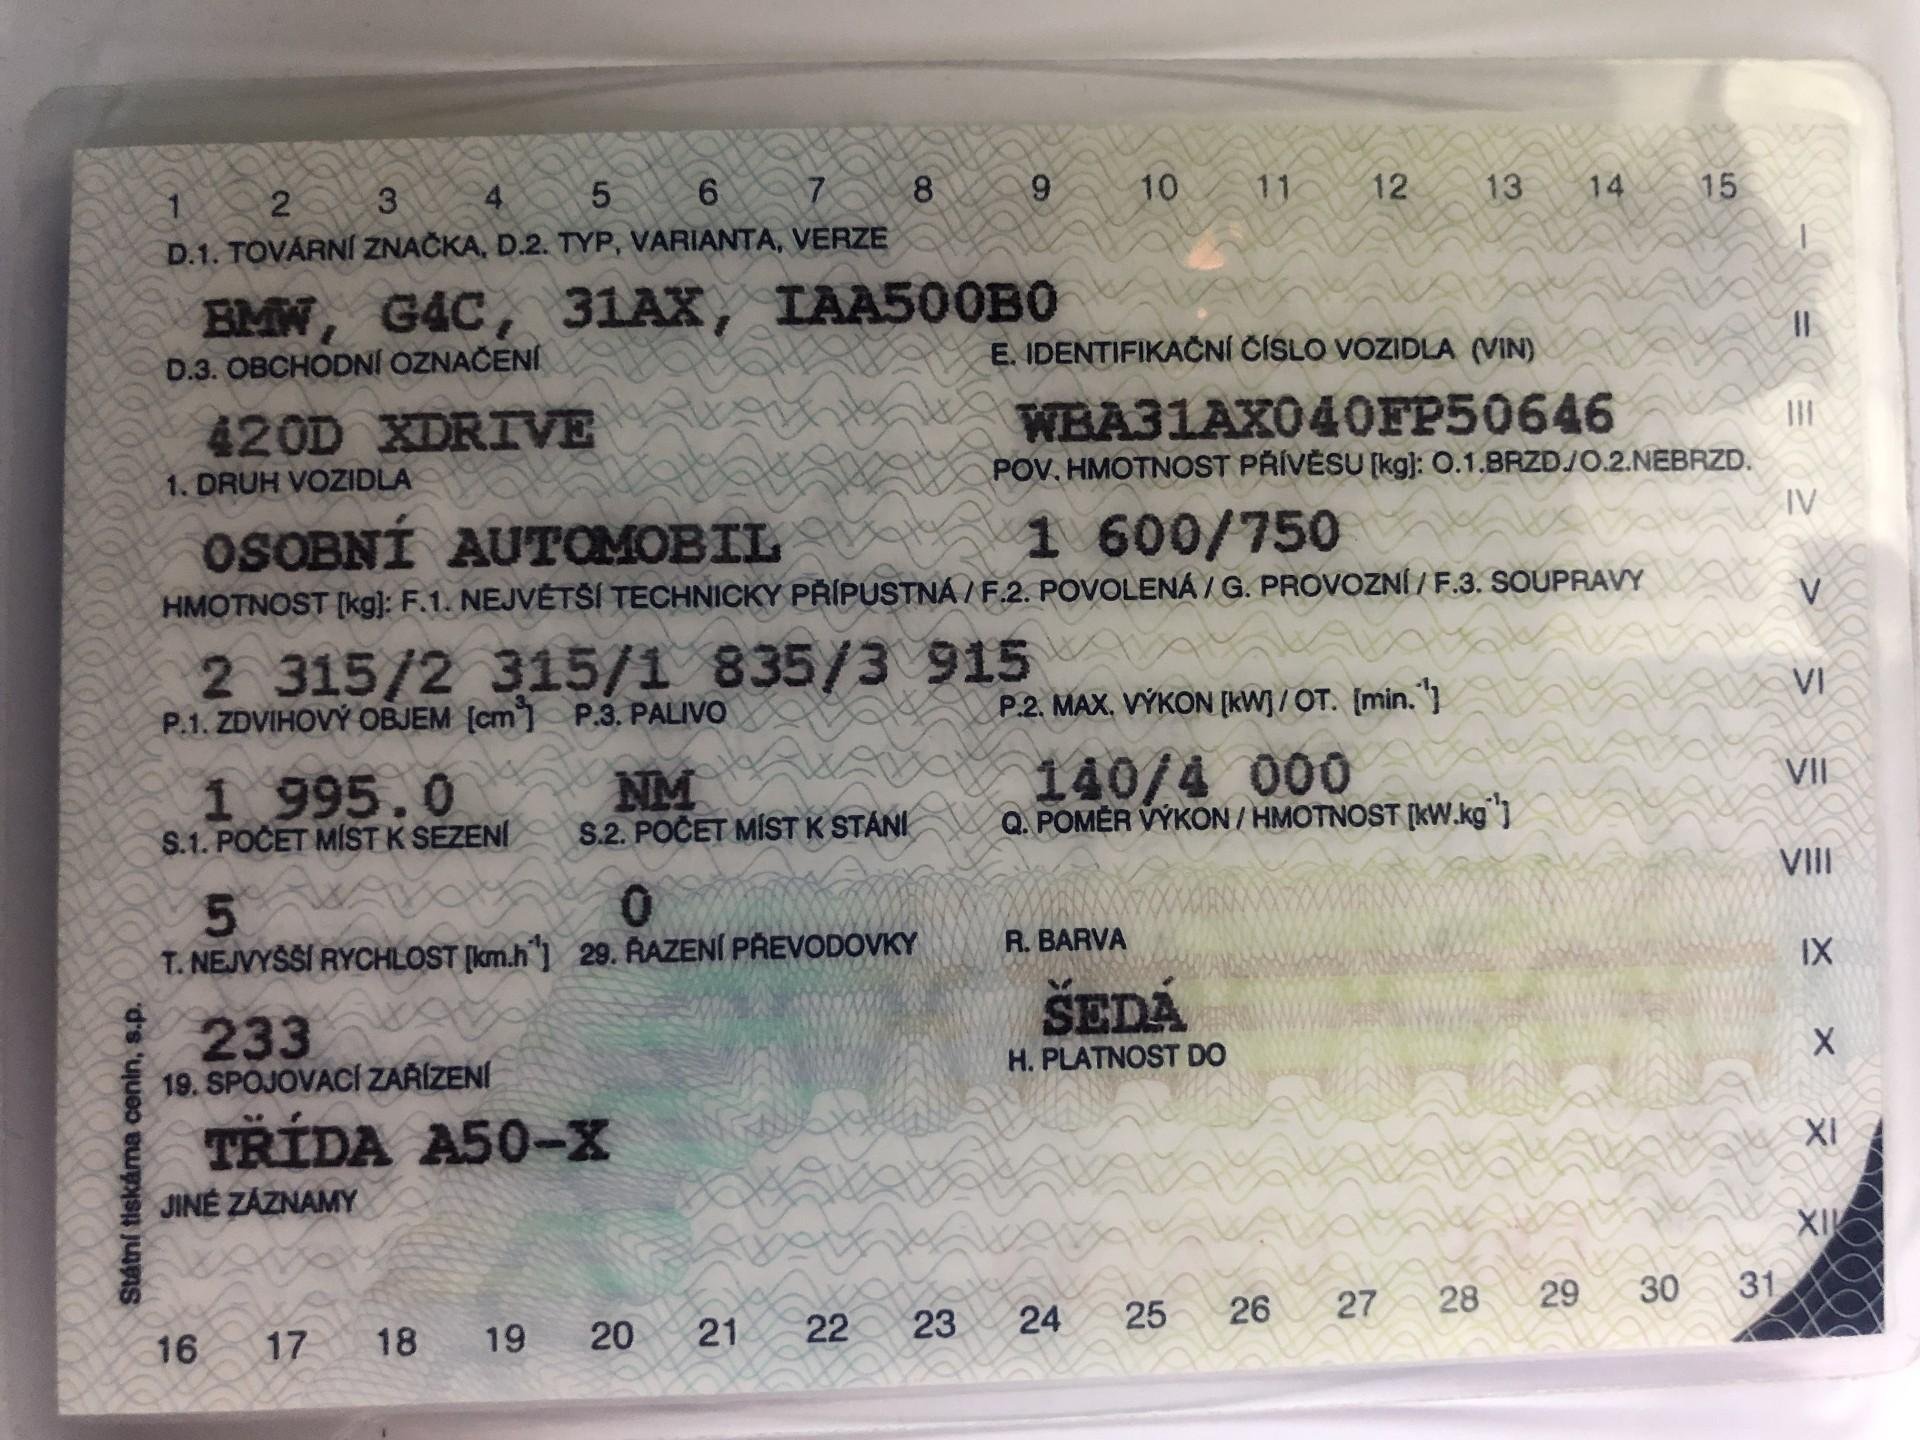 1 2 3 4 5 6 7 8 9 10 11 12 13 14 15
D.1. TOVÁRNÍ ZNAČKA, D.2. TYP, VARIANTA, VERZE
I
BMW, G4C, 31AX, IAA500B0
II
D.3. OBCHODNÍ OZNAČENÍ E. IDENTIFIKAČNÍ ČÍSLO VOZIDLA (VIN)
420D XDRIVE WBA31AX040FP50646
III
1. DRUH VOZIDLA POV. HMOTNOST PŘÍVĚSU [kg]: O.1.BRZD./O.2.NEBRZD.
IV
OSOBNÍ AUTOMOBIL 1 600/750
HMOTNOST [kg]: F.1. NEJVĚTŠÍ TECHNICKY PŘÍPUSTNÁ / F.2. POVOLENÁ / G. PROVOZNÍ / F.3. SOUPRAVY
V
2 315/2 315/1 835/3 915
VI
P.1. ZDVIHOVÝ OBJEM [cm³] P.3. PALIVO P.2. MAX. VÝKON [kW] / OT. [min.⁻¹]
1 995.0 NM 140/4 000
VII
S.1. POČET MÍST K SEZENÍ S.2. POČET MÍST K STÁNÍ Q. POMĚR VÝKON / HMOTNOST [kW.kg⁻¹]
VIII
5 0
T. NEJVYŠŠÍ RYCHLOST [km.h⁻¹] 29. ŘAZENÍ PŘEVODOVKY R. BARVA
IX
233 ŠEDÁ
X
19. SPOJOVACÍ ZAŘÍZENÍ H. PLATNOST DO
TŘÍDA A50-X
XI
JINÉ ZÁZNAMY
XII
Státní tiskárna cenin, s.p.
16 17 18 19 20 21 22 23 24 25 26 27 28 29 30 31